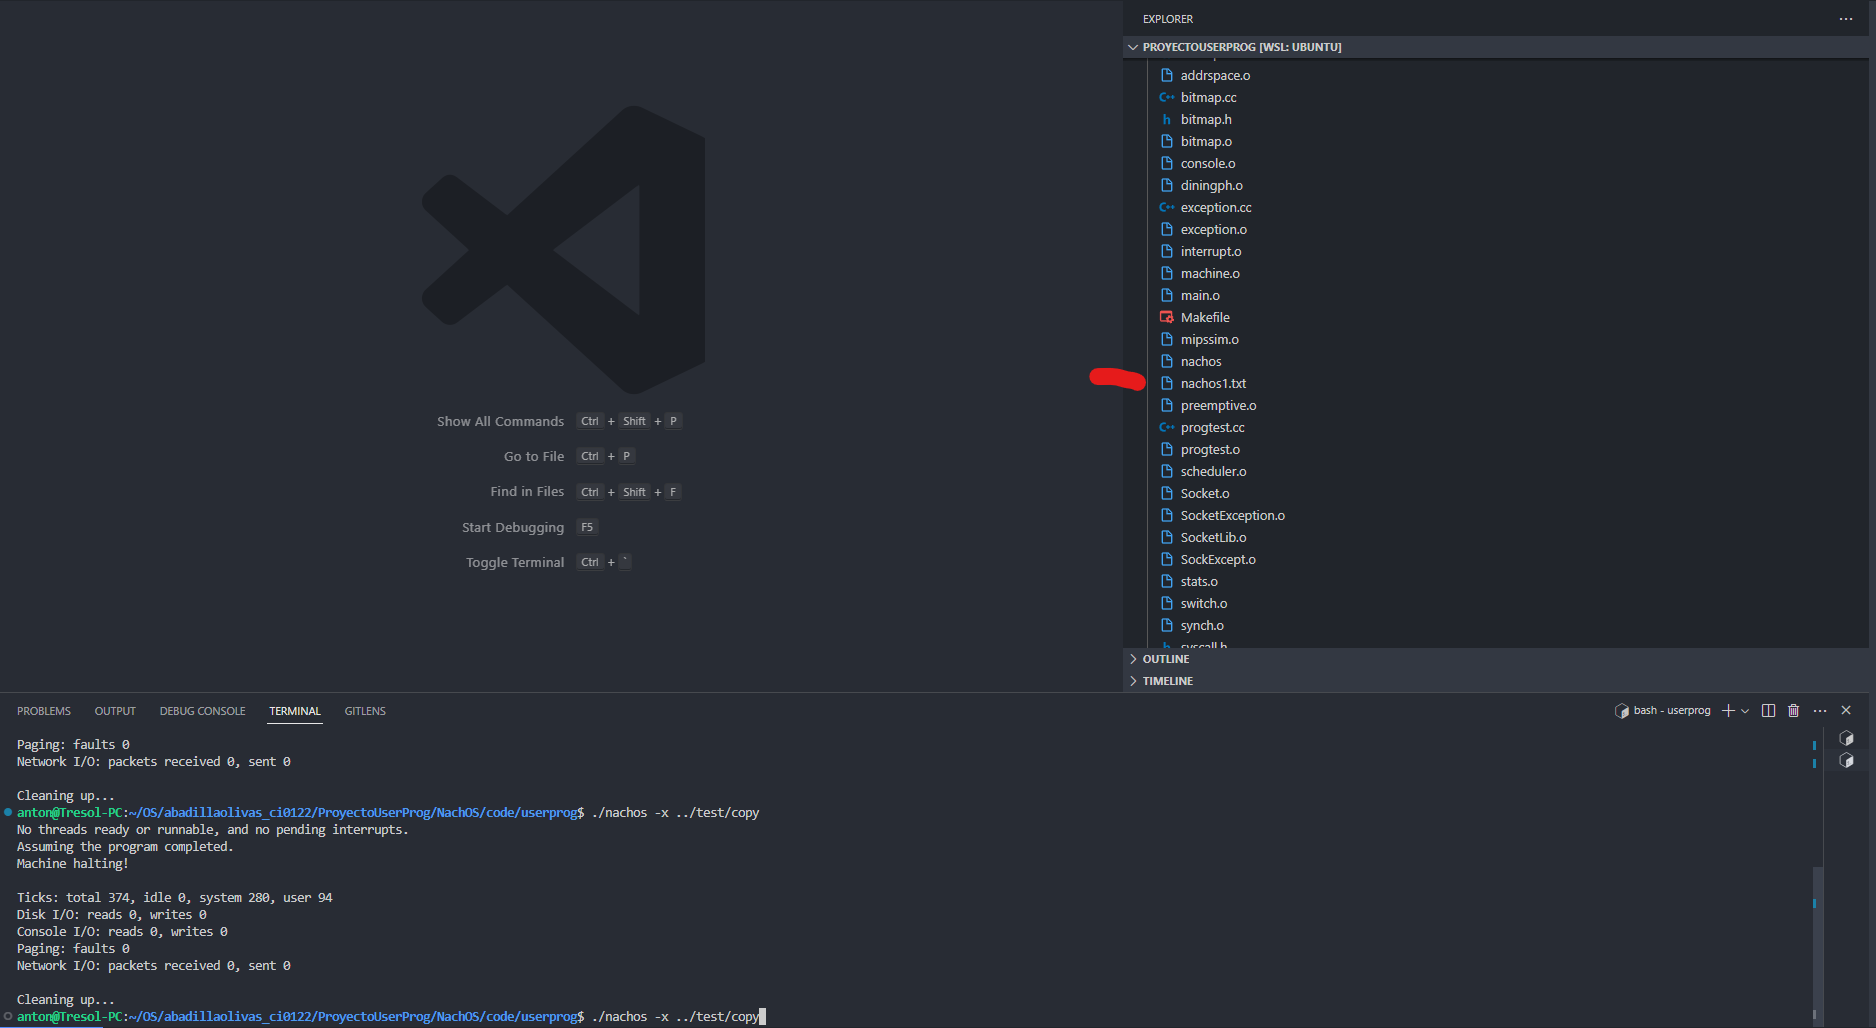 EXPLORER
PROYECTOUSERPROG [WSL: UBUNTU]
addrspace.o
bitmap.cc
bitmap.h
bitmap.o
console.o
diningph.o
exception.cc
exception.o
interrupt.o
machine.o
main.o
Makefile
mipssim.o
nachos
nachos1.txt
preemptive.o
progtest.cc
progtest.o
scheduler.o
Socket.o
SocketException.o
SocketLib.o
SockExcept.o
stats.o
switch.o
synch.o
syscall.h
OUTLINE
TIMELINE
Show All Commands Ctrl + Shift + P
Go to File Ctrl + P
Find in Files Ctrl + Shift + F
Start Debugging F5
Toggle Terminal Ctrl + `
PROBLEMS OUTPUT DEBUG CONSOLE TERMINAL GITLENS
bash - userprog
Paging: faults 0
Network I/O: packets received 0, sent 0
Cleaning up...
anton@Tresol-PC:~/OS/abadillaolivas_ci0122/ProyectoUserProg/NachOS/code/userprog$ ./nachos -x ../test/copy
No threads ready or runnable, and no pending interrupts.
Assuming the program completed.
Machine halting!
Ticks: total 374, idle 0, system 280, user 94
Disk I/O: reads 0, writes 0
Console I/O: reads 0, writes 0
Paging: faults 0
Network I/O: packets received 0, sent 0
Cleaning up...
anton@Tresol-PC:~/OS/abadillaolivas_ci0122/ProyectoUserProg/NachOS/code/userprog$ ./nachos -x ../test/copy